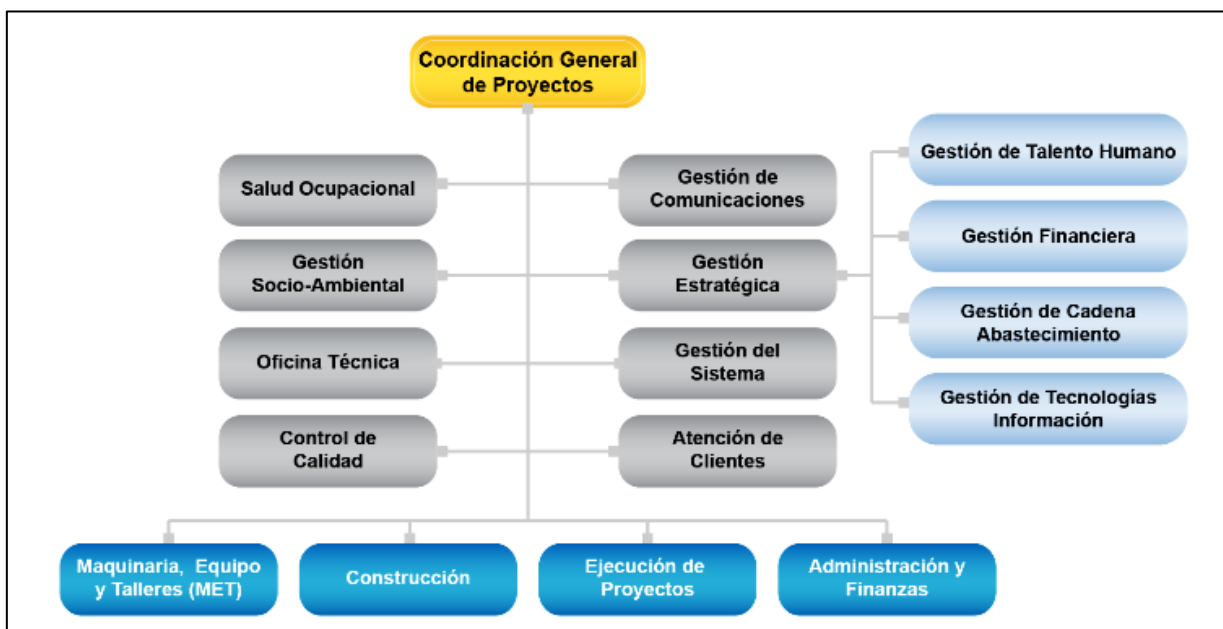 Coordinación General
de Proyectos
Salud Ocupacional
Gestión de
Comunicaciones
Gestión
Socio-Ambiental
Gestión
Estratégica
Oficina Técnica
Gestión del
Sistema
Control de
Calidad
Atención de
Clientes
Gestión de Talento Humano
Gestión Financiera
Gestión de Cadena
Abastecimiento
Gestión de Tecnologías
Información
Maquinaria, Equipo
y Talleres (MET)
Construcción
Ejecución de
Proyectos
Administración y
Finanzas